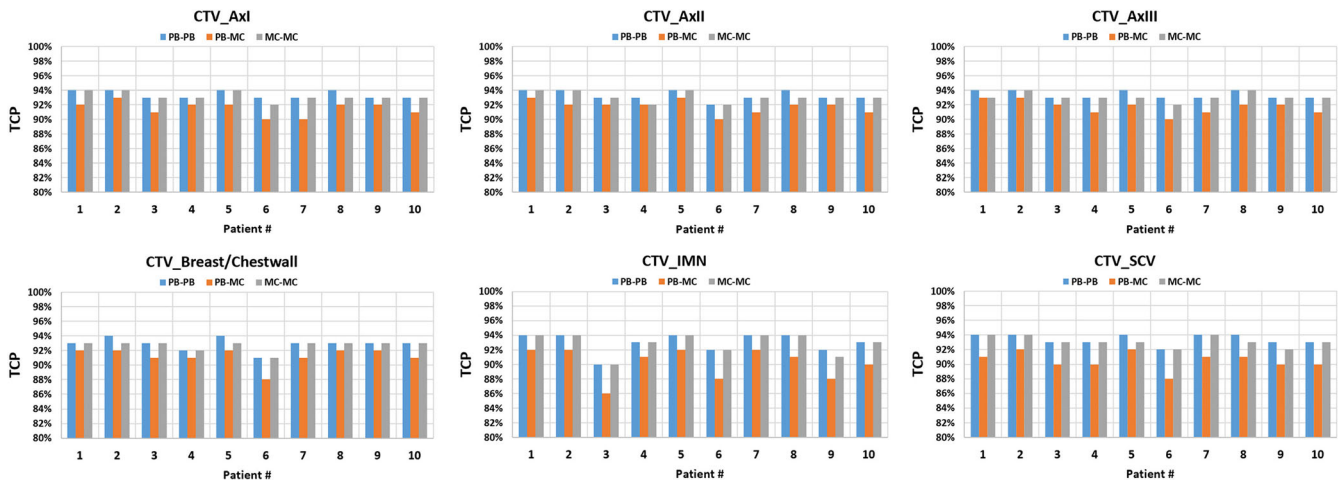 CTV_AxI
PB-PB PB-MC MC-MC
100%
98%
96%
94%
92%
90%
88%
86%
84%
82%
80%
TCP
1 2 3 4 5 6 7 8 9 10
Patient #
CTV_AxII
PB-PB PB-MC MC-MC
100%
98%
96%
94%
92%
90%
88%
86%
84%
82%
80%
TCP
1 2 3 4 5 6 7 8 9 10
Patient #
CTV_AxIII
PB-PB PB-MC MC-MC
100%
98%
96%
94%
92%
90%
88%
86%
84%
82%
80%
TCP
1 2 3 4 5 6 7 8 9 10
Patient #
CTV_Breast/Chestwall
PB-PB PB-MC MC-MC
100%
98%
96%
94%
92%
90%
88%
86%
84%
82%
80%
TCP
1 2 3 4 5 6 7 8 9 10
Patient #
CTV_IMN
PB-PB PB-MC MC-MC
100%
98%
96%
94%
92%
90%
88%
86%
84%
82%
80%
TCP
1 2 3 4 5 6 7 8 9 10
Patient #
CTV_SCV
PB-PB PB-MC MC-MC
100%
98%
96%
94%
92%
90%
88%
86%
84%
82%
80%
TCP
1 2 3 4 5 6 7 8 9 10
Patient #